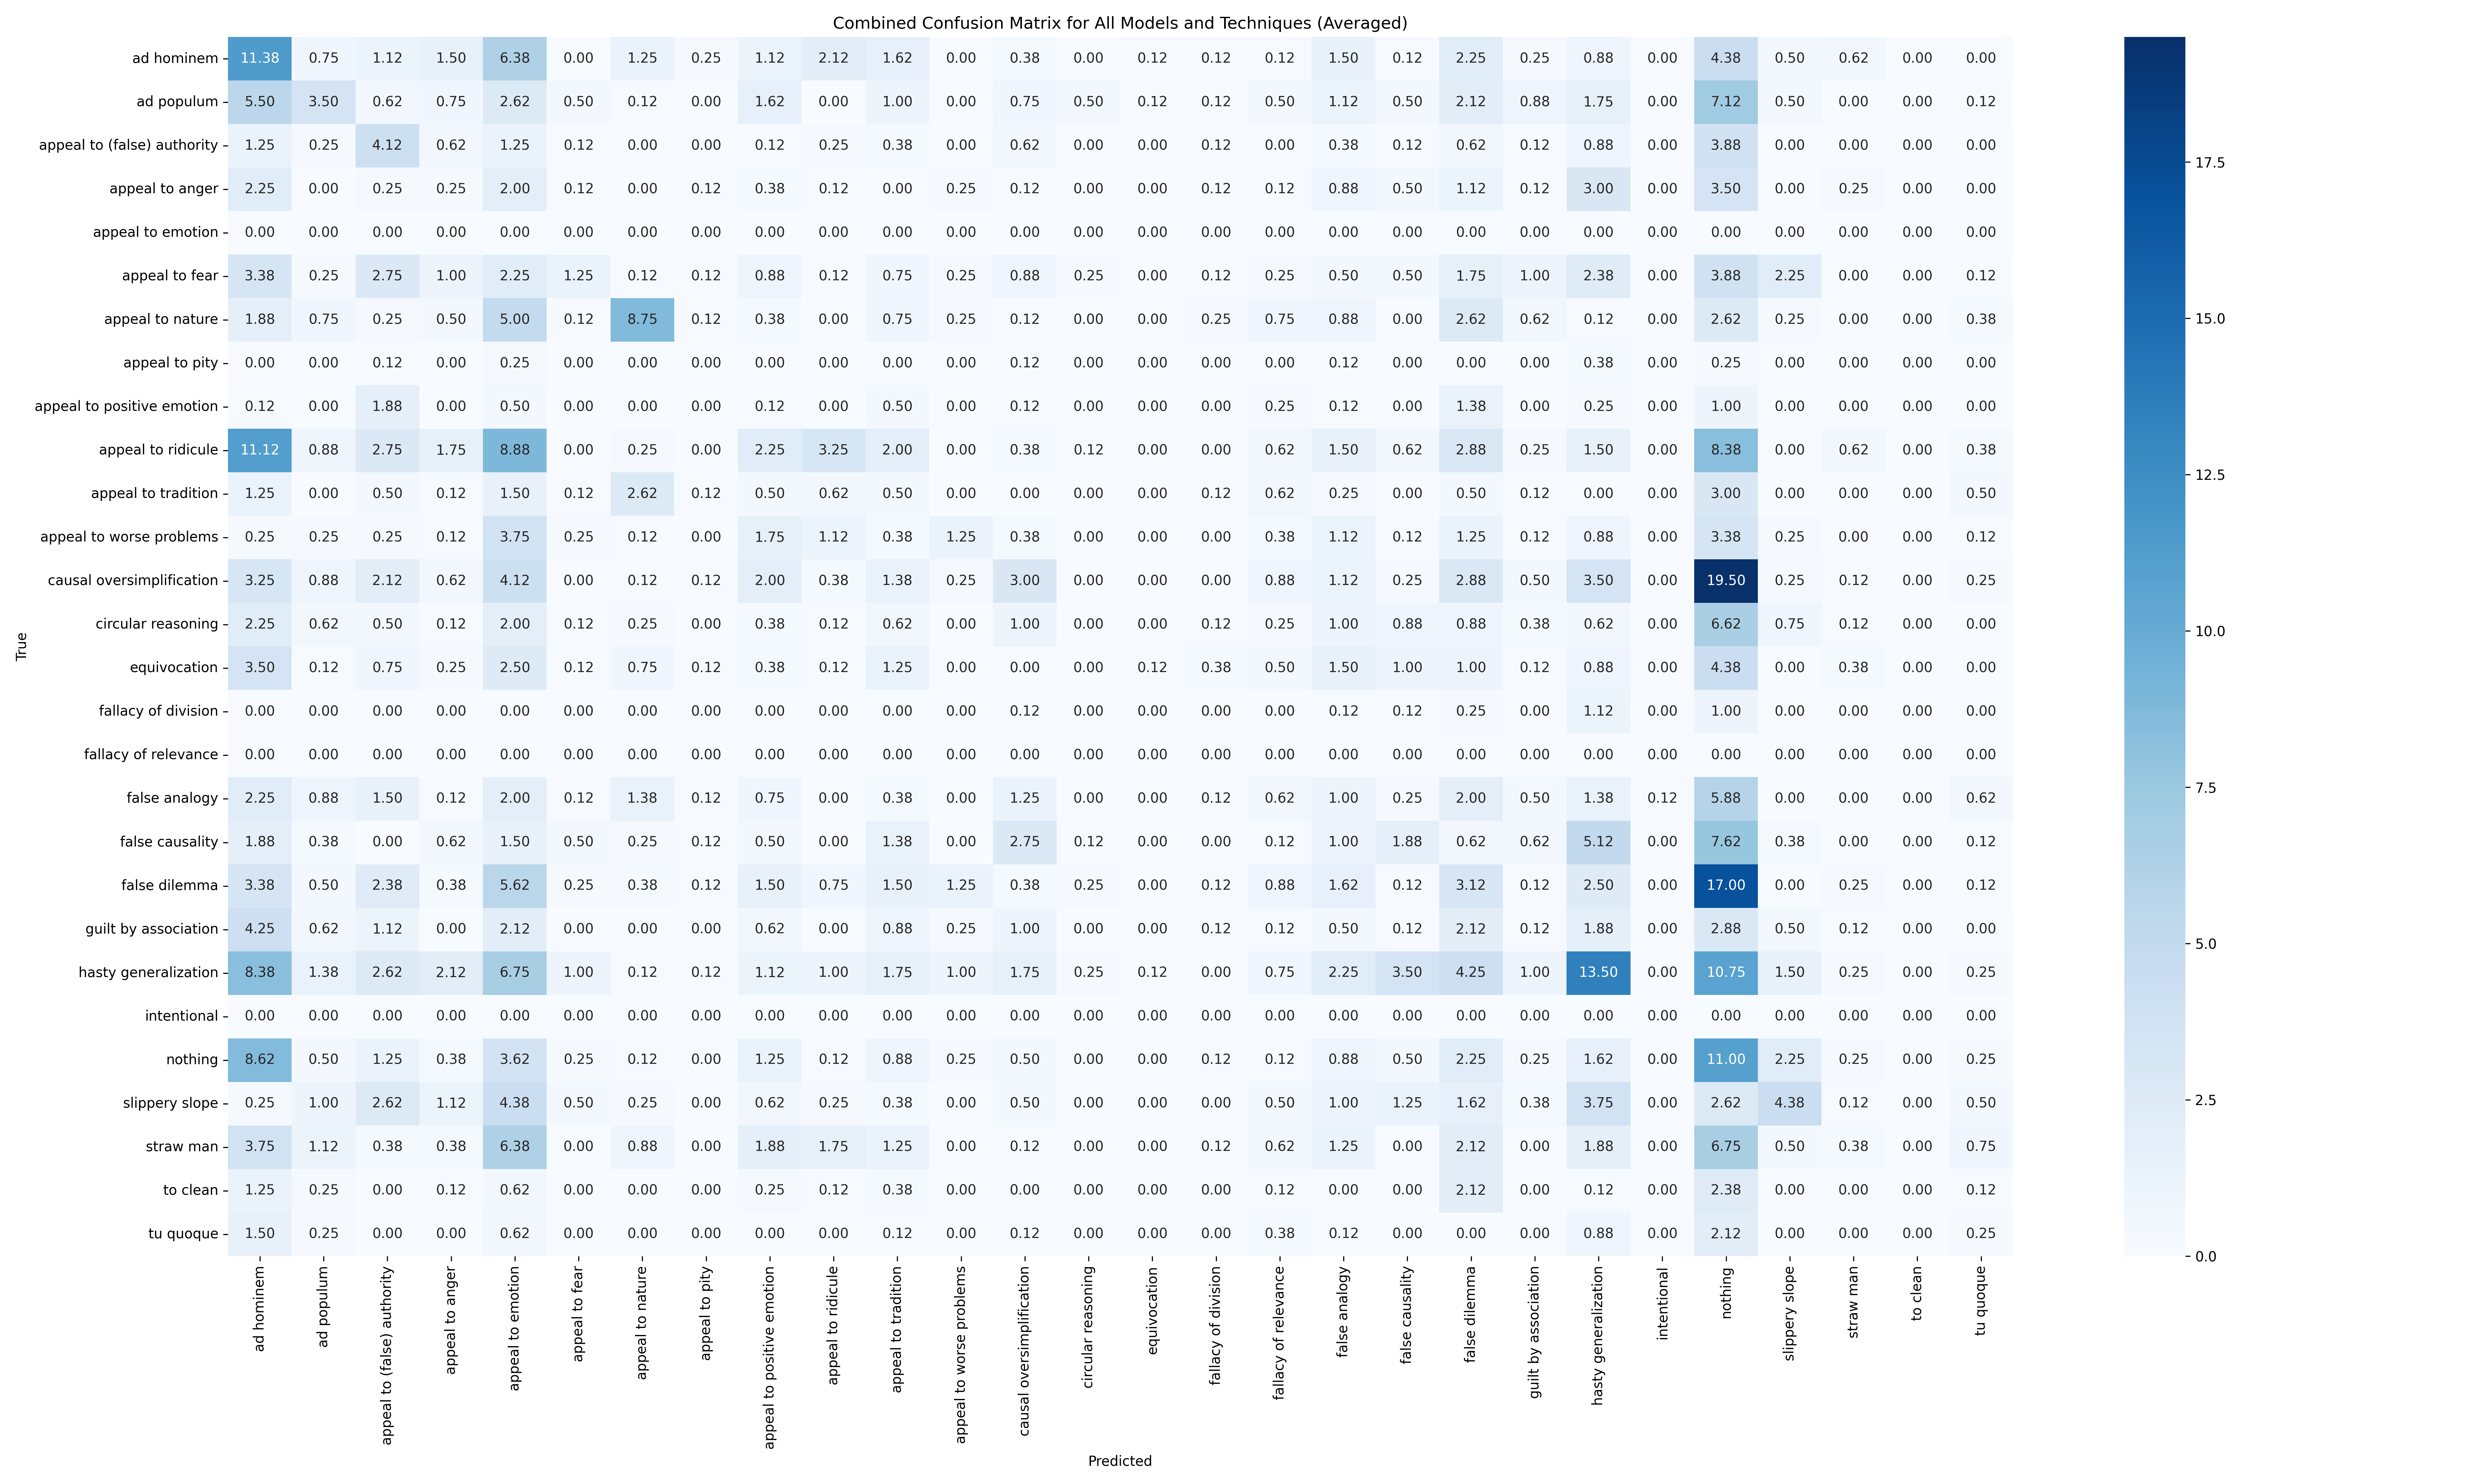 Combined Confusion Matrix for All Models and Techniques (Averaged)
ad hominem 11.38 0.75 1.12 1.50 6.38 0.00 1.25 0.25 1.12 2.12 1.62 0.00 0.38 0.00 0.12 0.12 0.12 1.50 0.12 2.25 0.25 0.88 0.00 4.38 0.50 0.62 0.00 0.00
ad populum 5.50 3.50 0.62 0.75 2.62 0.50 0.12 0.00 1.62 0.00 1.00 0.00 0.75 0.50 0.12 0.12 0.50 1.12 0.50 2.12 0.88 1.75 0.00 7.12 0.50 0.00 0.00 0.12
appeal to (false) authority 1.25 0.25 4.12 0.62 1.25 0.12 0.00 0.00 0.12 0.25 0.38 0.00 0.62 0.00 0.00 0.12 0.00 0.38 0.12 0.62 0.12 0.88 0.00 3.88 0.00 0.00 0.00 0.00
appeal to anger 2.25 0.00 0.25 0.25 2.00 0.12 0.00 0.12 0.38 0.12 0.00 0.25 0.12 0.00 0.00 0.12 0.12 0.88 0.50 1.12 0.12 3.00 0.00 3.50 0.00 0.25 0.00 0.00
appeal to emotion 0.00 0.00 0.00 0.00 0.00 0.00 0.00 0.00 0.00 0.00 0.00 0.00 0.00 0.00 0.00 0.00 0.00 0.00 0.00 0.00 0.00 0.00 0.00 0.00 0.00 0.00 0.00 0.00
appeal to fear 3.38 0.25 2.75 1.00 2.25 1.25 0.12 0.12 0.88 0.12 0.75 0.25 0.88 0.25 0.00 0.12 0.25 0.50 0.50 1.75 1.00 2.38 0.00 3.88 2.25 0.00 0.00 0.12
appeal to nature 1.88 0.75 0.25 0.50 5.00 0.12 8.75 0.12 0.38 0.00 0.75 0.25 0.12 0.00 0.00 0.25 0.75 0.88 0.00 2.62 0.62 0.12 0.00 2.62 0.25 0.00 0.00 0.38
appeal to pity 0.00 0.00 0.12 0.00 0.25 0.00 0.00 0.00 0.00 0.00 0.00 0.00 0.12 0.00 0.00 0.00 0.00 0.12 0.00 0.00 0.00 0.38 0.00 0.25 0.00 0.00 0.00 0.00
appeal to positive emotion 0.12 0.00 1.88 0.00 0.50 0.00 0.00 0.00 0.12 0.00 0.50 0.00 0.12 0.00 0.00 0.00 0.25 0.12 0.00 1.38 0.00 0.25 0.00 1.00 0.00 0.00 0.00 0.00
appeal to ridicule 11.12 0.88 2.75 1.75 8.88 0.00 0.25 0.00 2.25 3.25 2.00 0.00 0.38 0.12 0.00 0.00 0.62 1.50 0.62 2.88 0.25 1.50 0.00 8.38 0.00 0.62 0.00 0.38
appeal to tradition 1.25 0.00 0.50 0.12 1.50 0.12 2.62 0.12 0.50 0.62 0.50 0.00 0.00 0.00 0.00 0.12 0.62 0.25 0.00 0.50 0.12 0.00 0.00 3.00 0.00 0.00 0.00 0.50
appeal to worse problems 0.25 0.25 0.25 0.12 3.75 0.25 0.12 0.00 1.75 1.12 0.38 1.25 0.38 0.00 0.00 0.00 0.38 1.12 0.12 1.25 0.12 0.88 0.00 3.38 0.25 0.00 0.00 0.12
causal oversimplification 3.25 0.88 2.12 0.62 4.12 0.00 0.12 0.12 2.00 0.38 1.38 0.25 3.00 0.00 0.00 0.00 0.88 1.12 0.25 2.88 0.50 3.50 0.00 19.50 0.25 0.12 0.00 0.25
circular reasoning 2.25 0.62 0.50 0.12 2.00 0.12 0.25 0.00 0.38 0.12 0.62 0.00 1.00 0.00 0.00 0.12 0.25 1.00 0.88 0.88 0.38 0.62 0.00 6.62 0.75 0.12 0.00 0.00
equivocation 3.50 0.12 0.75 0.25 2.50 0.12 0.75 0.12 0.38 0.12 1.25 0.00 0.00 0.00 0.12 0.38 0.50 1.50 1.00 1.00 0.12 0.88 0.00 4.38 0.00 0.38 0.00 0.00
fallacy of division 0.00 0.00 0.00 0.00 0.00 0.00 0.00 0.00 0.00 0.00 0.00 0.00 0.12 0.00 0.00 0.00 0.00 0.12 0.12 0.25 0.00 1.12 0.00 1.00 0.00 0.00 0.00 0.00
fallacy of relevance 0.00 0.00 0.00 0.00 0.00 0.00 0.00 0.00 0.00 0.00 0.00 0.00 0.00 0.00 0.00 0.00 0.00 0.00 0.00 0.00 0.00 0.00 0.00 0.00 0.00 0.00 0.00 0.00
false analogy 2.25 0.88 1.50 0.12 2.00 0.12 1.38 0.12 0.75 0.00 0.38 0.00 1.25 0.00 0.00 0.12 0.62 1.00 0.25 2.00 0.50 1.38 0.12 5.88 0.00 0.00 0.00 0.62
false causality 1.88 0.38 0.00 0.62 1.50 0.50 0.25 0.12 0.50 0.00 1.38 0.00 2.75 0.12 0.00 0.00 0.12 1.00 1.88 0.62 0.62 5.12 0.00 7.62 0.38 0.00 0.00 0.12
false dilemma 3.38 0.50 2.38 0.38 5.62 0.25 0.38 0.12 1.50 0.75 1.50 1.25 0.38 0.25 0.00 0.12 0.88 1.62 0.12 3.12 0.12 2.50 0.00 17.00 0.00 0.25 0.00 0.12
guilt by association 4.25 0.62 1.12 0.00 2.12 0.00 0.00 0.00 0.62 0.00 0.88 0.25 1.00 0.00 0.00 0.12 0.12 0.50 0.12 2.12 0.12 1.88 0.00 2.88 0.50 0.12 0.00 0.00
hasty generalization 8.38 1.38 2.62 2.12 6.75 1.00 0.12 0.12 1.12 1.00 1.75 1.00 1.75 0.25 0.12 0.00 0.75 2.25 3.50 4.25 1.00 13.50 0.00 10.75 1.50 0.25 0.00 0.25
intentional 0.00 0.00 0.00 0.00 0.00 0.00 0.00 0.00 0.00 0.00 0.00 0.00 0.00 0.00 0.00 0.00 0.00 0.00 0.00 0.00 0.00 0.00 0.00 0.00 0.00 0.00 0.00 0.00
nothing 8.62 0.50 1.25 0.38 3.62 0.25 0.12 0.00 1.25 0.12 0.88 0.25 0.50 0.00 0.00 0.12 0.12 0.88 0.50 2.25 0.25 1.62 0.00 11.00 2.25 0.25 0.00 0.25
slippery slope 0.25 1.00 2.62 1.12 4.38 0.50 0.25 0.00 0.62 0.25 0.38 0.00 0.50 0.00 0.00 0.00 0.50 1.00 1.25 1.62 0.38 3.75 0.00 2.62 4.38 0.12 0.00 0.50
straw man 3.75 1.12 0.38 0.38 6.38 0.00 0.88 0.00 1.88 1.75 1.25 0.00 0.12 0.00 0.00 0.12 0.62 1.25 0.00 2.12 0.00 1.88 0.00 6.75 0.50 0.38 0.00 0.75
to clean 1.25 0.25 0.00 0.12 0.62 0.00 0.00 0.00 0.25 0.12 0.38 0.00 0.00 0.00 0.00 0.00 0.12 0.00 0.00 2.12 0.00 0.12 0.00 2.38 0.00 0.00 0.00 0.12
tu quoque 1.50 0.25 0.00 0.00 0.62 0.00 0.00 0.00 0.00 0.00 0.12 0.00 0.12 0.00 0.00 0.00 0.38 0.12 0.00 0.00 0.00 0.88 0.00 2.12 0.00 0.00 0.00 0.25
True
ad hominem
ad populum
appeal to (false) authority
appeal to anger
appeal to emotion
appeal to fear
appeal to nature
appeal to pity
appeal to positive emotion
appeal to ridicule
appeal to tradition
appeal to worse problems
causal oversimplification
circular reasoning
equivocation
fallacy of division
fallacy of relevance
false analogy
false causality
false dilemma
guilt by association
hasty generalization
intentional
nothing
slippery slope
straw man
to clean
tu quoque
Predicted
17.5
15.0
12.5
10.0
7.5
5.0
2.5
0.0